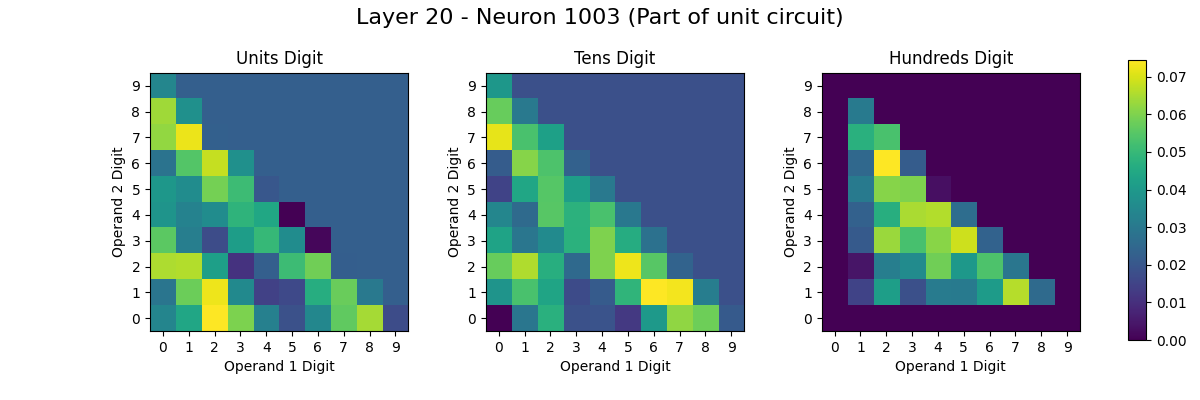 Layer 20 - Neuron 1003 (Part of unit circuit)
Units Digit
Tens Digit
Hundreds Digit
Operand 2 Digit
9
8
7
6
5
4
3
2
1
0
0 1 2 3 4 5 6 7 8 9
Operand 1 Digit
Operand 2 Digit
9
8
7
6
5
4
3
2
1
0
0 1 2 3 4 5 6 7 8 9
Operand 1 Digit
Operand 2 Digit
9
8
7
6
5
4
3
2
1
0
0 1 2 3 4 5 6 7 8 9
Operand 1 Digit
0.07
0.06
0.05
0.04
0.03
0.02
0.01
0.00